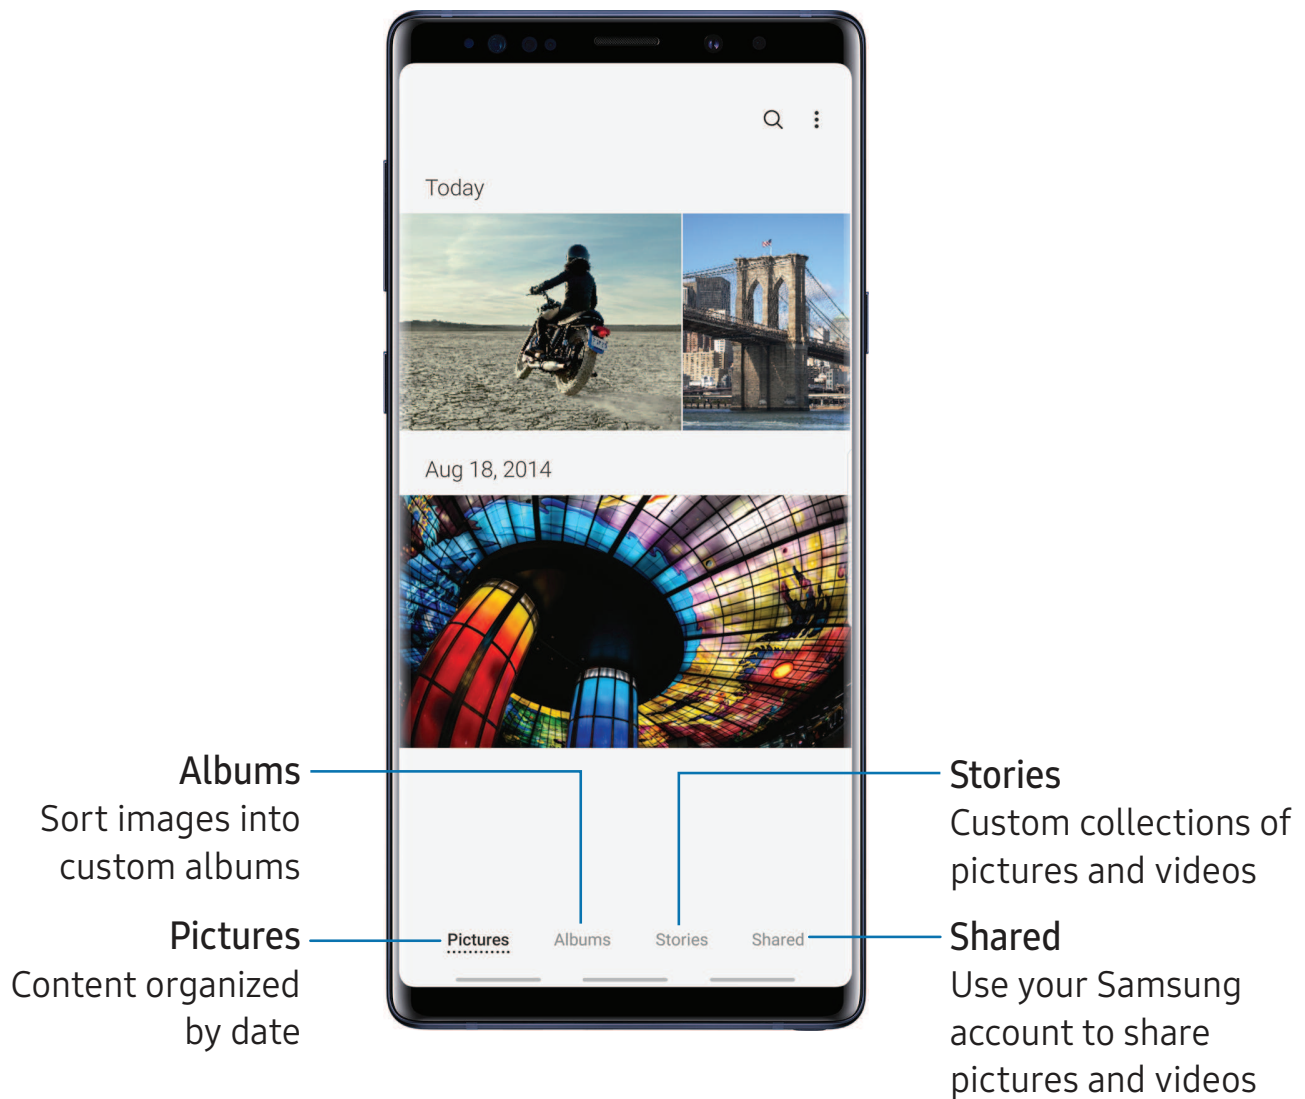 Today
Aug 18, 2014
Albums
Sort images into
custom albums
Pictures
Content organized
by date
Stories
Custom collections of
pictures and videos
Shared
Use your Samsung
account to share
pictures and videos
Pictures Albums Stories Shared